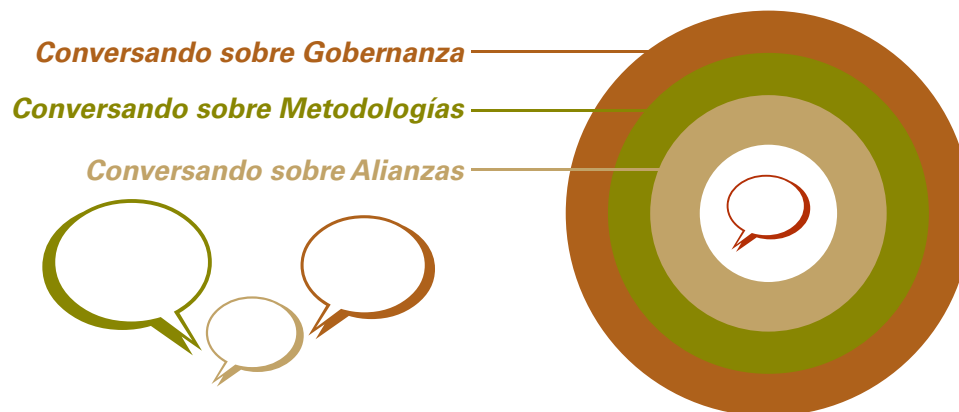 Conversando sobre Gobernanza
Conversando sobre Metodologías
Conversando sobre Alianzas